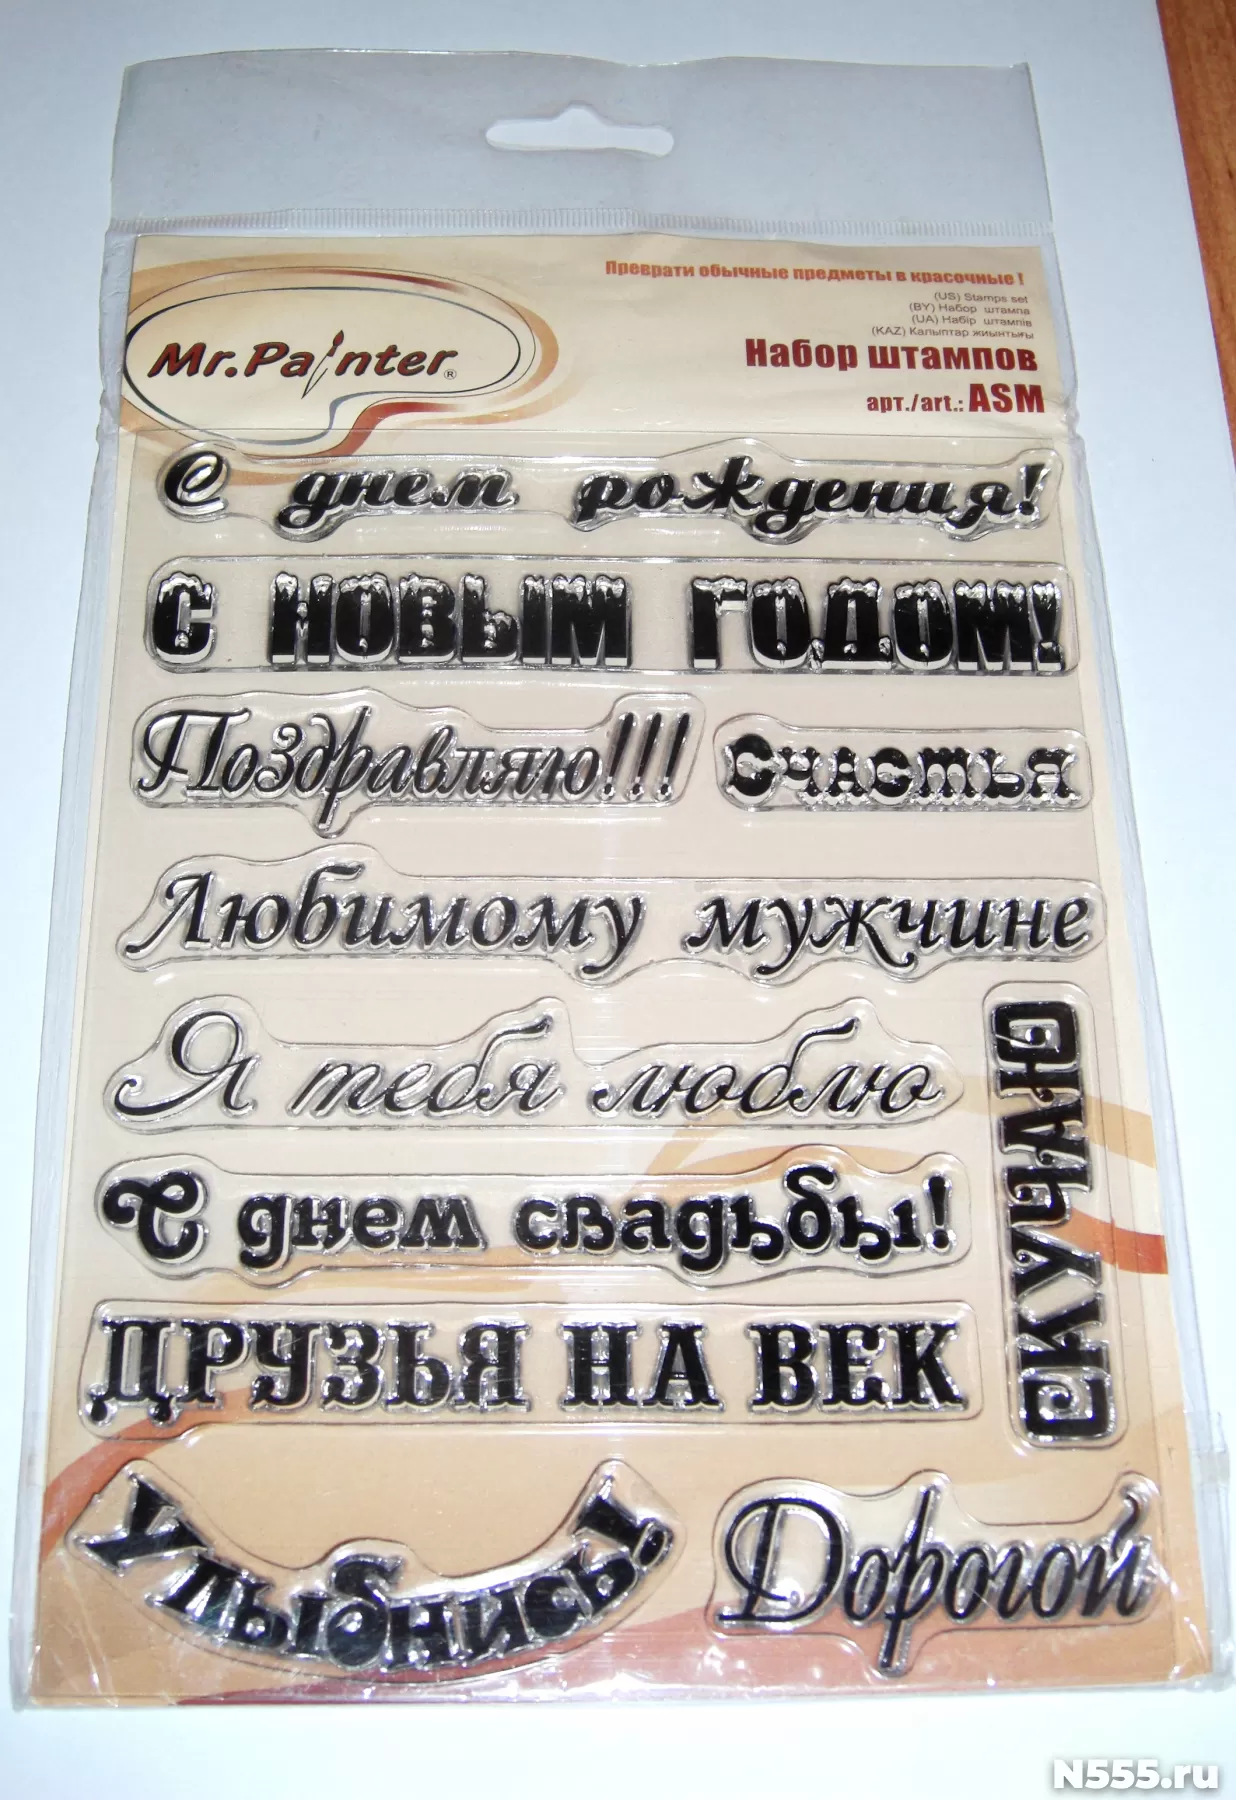 Преврати обычные предметы в красочные !
(US) Stamps set
(BY) Набор штампа
(UA) Набір штампів
(KAZ) Калыптар жиынтығы
Mr.Painter®
Набор штампов
арт./art.: ASM
С днем рождения!
С НОВЫМ ГОДОМ!
Поздравляю!!!
Счастья
Любимому мужчине
Я тебя люблю
С днем свадьбы!
ДРУЗЬЯ НА ВЕК
Улыбнись!
Дорогой
N555.ru